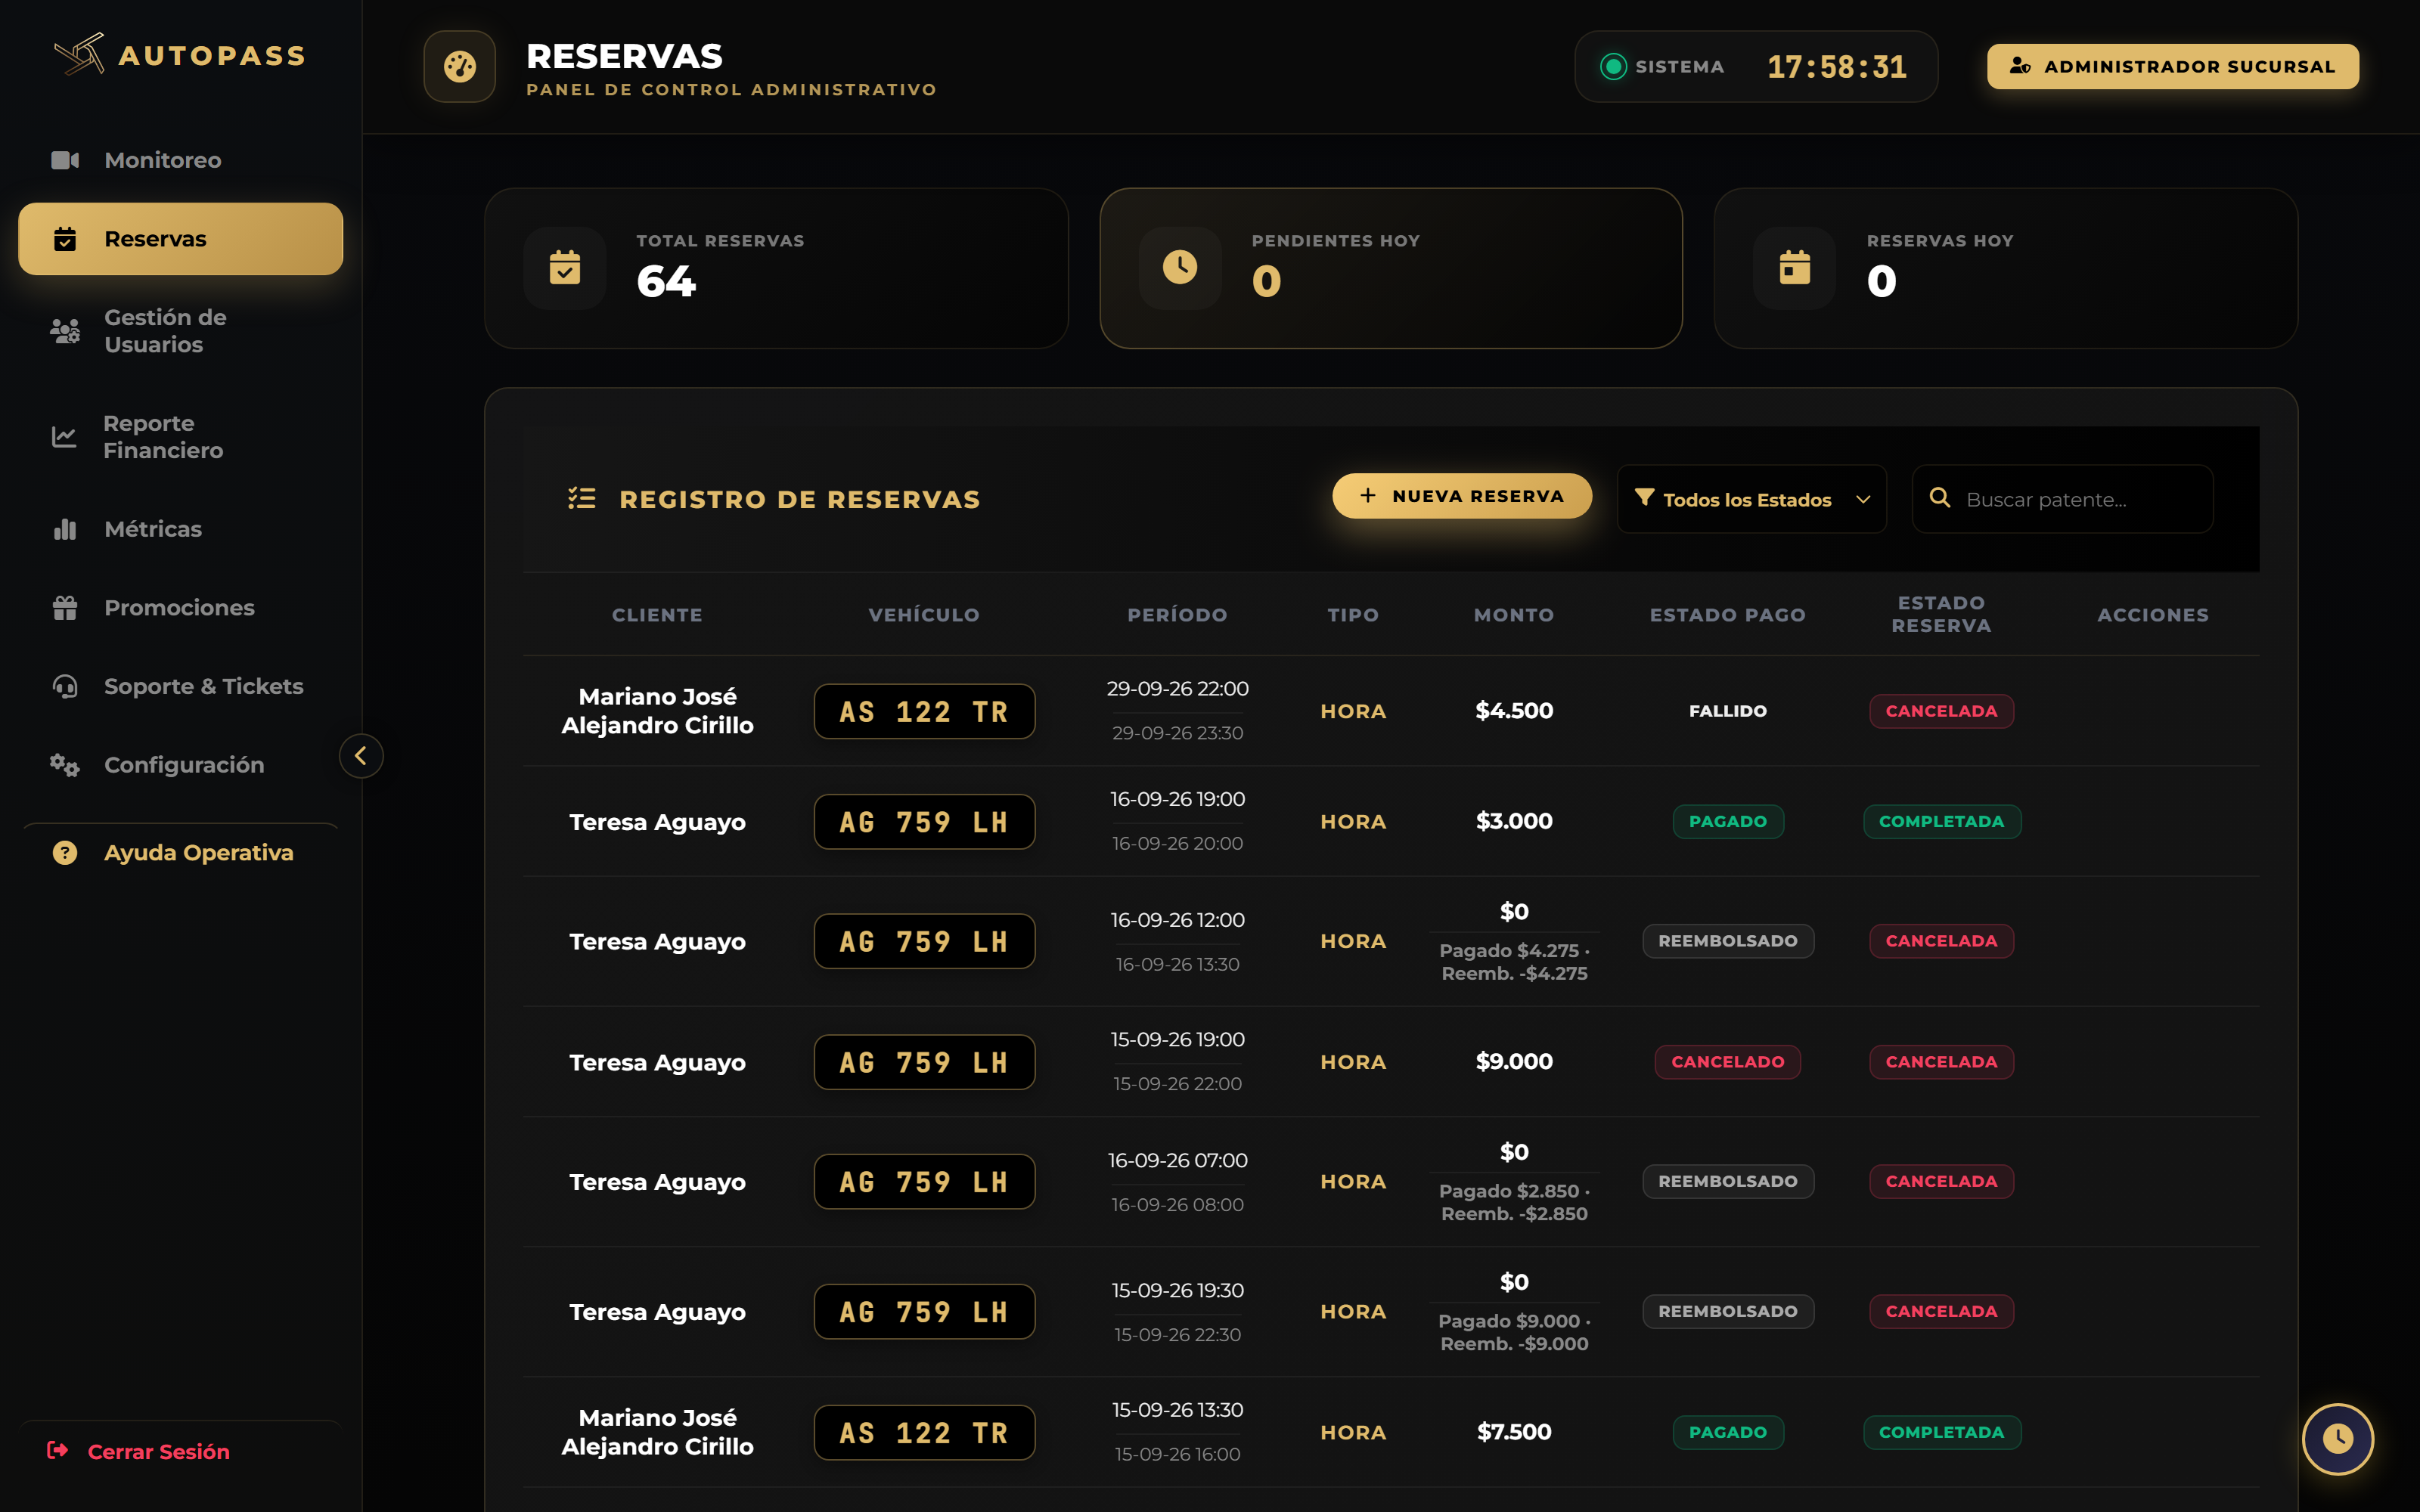 AUTOPASS
Monitoreo
Reservas
Gestión de
Usuarios
Reporte
Financiero
Métricas
Promociones
Soporte & Tickets
Configuración
Ayuda Operativa
Cerrar Sesión
RESERVAS
PANEL DE CONTROL ADMINISTRATIVO
SISTEMA 17:58:31
ADMINISTRADOR SUCURSAL
TOTAL RESERVAS
64
PENDIENTES HOY
0
RESERVAS HOY
0
REGISTRO DE RESERVAS
+ NUEVA RESERVA
Todos los Estados
Buscar patente...
CLIENTE VEHÍCULO PERÍODO TIPO MONTO ESTADO PAGO ESTADO RESERVA ACCIONES
Mariano José
Alejandro Cirillo
AS 122 TR
29-09-26 22:00
29-09-26 23:30
HORA
$4.500
FALLIDO
CANCELADA
Teresa Aguayo
AG 759 LH
16-09-26 19:00
16-09-26 20:00
HORA
$3.000
PAGADO
COMPLETADA
Teresa Aguayo
AG 759 LH
16-09-26 12:00
16-09-26 13:30
HORA
$0
Pagado $4.275 ·
Reemb. -$4.275
REEMBOLSADO
CANCELADA
Teresa Aguayo
AG 759 LH
15-09-26 19:00
15-09-26 22:00
HORA
$9.000
CANCELADO
CANCELADA
Teresa Aguayo
AG 759 LH
16-09-26 07:00
16-09-26 08:00
HORA
$0
Pagado $2.850 ·
Reemb. -$2.850
REEMBOLSADO
CANCELADA
Teresa Aguayo
AG 759 LH
15-09-26 19:30
15-09-26 22:30
HORA
$0
Pagado $9.000 ·
Reemb. -$9.000
REEMBOLSADO
CANCELADA
Mariano José
Alejandro Cirillo
AS 122 TR
15-09-26 13:30
15-09-26 16:00
HORA
$7.500
PAGADO
COMPLETADA